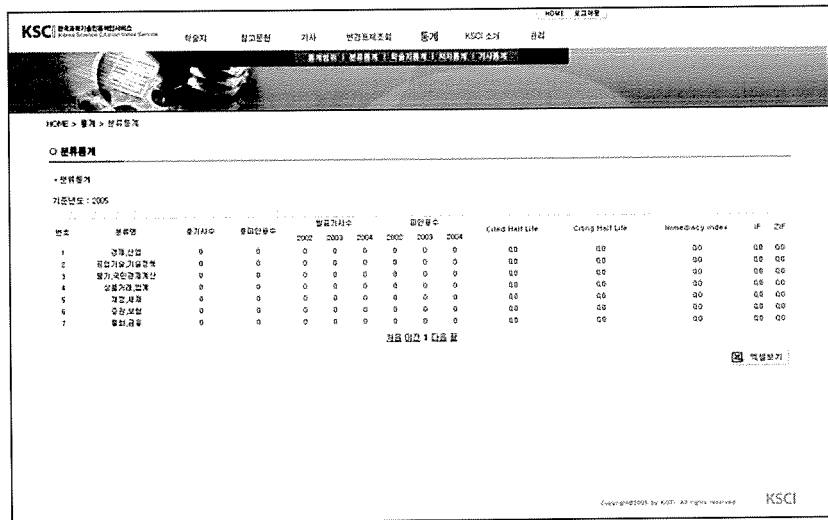 HOME 로그아웃
KSCI 한국과학기술인용색인서비스
Korea Science Citation Index Service
학술지 참고문헌 기사 변경표제조회 통계 KSCI 소개 관리
HOME > 통계 > 분류통계
분류통계
분류통계
기준년도 : 2005
번호 분류명 총기사수 총피인용수 발표기사수 피인용수 Cited Half Life Citing Half Life Immediacy index IF ZIF
2002 2003 2004 2002 2003 2004
1 경제,산업 0 0 0 0 0 0 0 0 0.0 0.0 0.0 0.0 0.0
2 공업기술,기술정책 0 0 0 0 0 0 0 0 0.0 0.0 0.0 0.0 0.0
3 물가,국민경제계산 0 0 0 0 0 0 0 0 0.0 0.0 0.0 0.0 0.0
4 상품거래,업계 0 0 0 0 0 0 0 0 0.0 0.0 0.0 0.0 0.0
5 재정,세제 0 0 0 0 0 0 0 0 0.0 0.0 0.0 0.0 0.0
6 증권,보험 0 0 0 0 0 0 0 0 0.0 0.0 0.0 0.0 0.0
7 통화,금융 0 0 0 0 0 0 0 0 0.0 0.0 0.0 0.0 0.0
처음 이전 1 다음 끝
엑셀보기
Copyright@2005 by KISTI. All rights reserved. KSCI